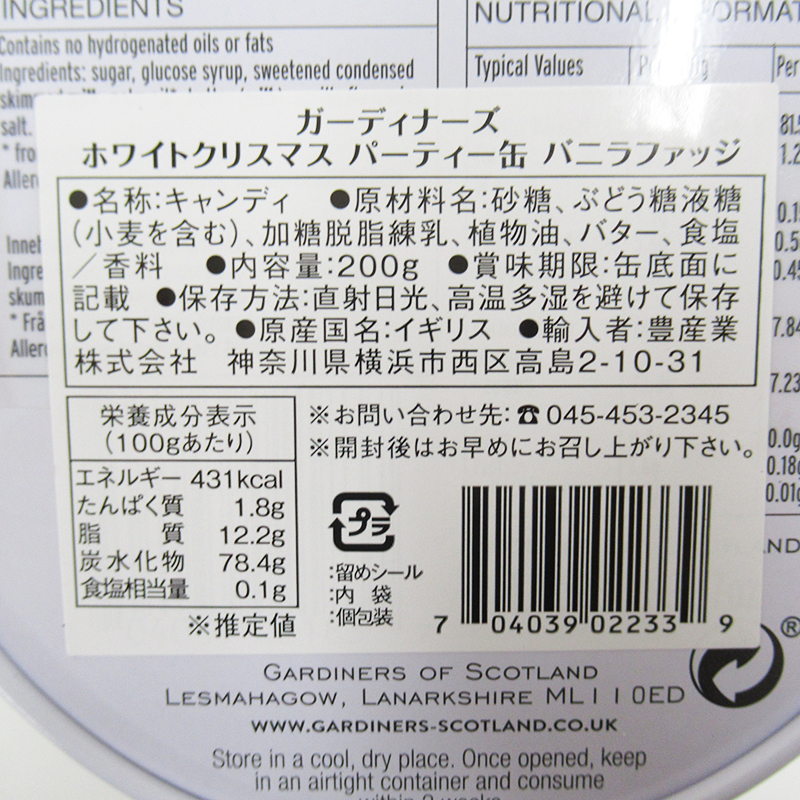 INGREDIENTS
Contains no hydrogenated oils or fats
Ingredients: sugar, glucose syrup, sweetened condensed
salt.
* fro
NUTRITIONAL
Typical Values
Per
ガーディナーズ
ホワイトクリスマス パーティー缶 バニラファッジ
●名称:キャンディ ●原材料名:砂糖、ぶどう糖液糖
(小麦を含む)、加糖脱脂練乳、植物油、バター、食塩
／香料 ●内容量:200g ●賞味期限:缶底面に
記載 ●保存方法:直射日光、高温多湿を避けて保存
して下さい。●原産国名:イギリス ●輸入者:豊産業
株式会社 神奈川県横浜市西区高島2-10-31
栄養成分表示
(100gあたり)
エネルギー 431kcal
たんぱく質 1.8g
脂質 12.2g
炭水化物 78.4g
食塩相当量 0.1g
※推定値
※お問い合わせ先:☎045-453-2345
※開封後はお早めにお召し上がり下さい。
プラ
:留めシール
:内 袋
:個包装
7 04039 02233 9
7.84
7.23
0.0g
0.18g
0.01g
®
GARDINERS OF SCOTLAND
LESMAHAGOW, LANARKSHIRE ML11 0ED
WWW.GARDINERS-SCOTLAND.CO.UK
Store in a cool, dry place. Once opened, keep
in an airtight container and consume